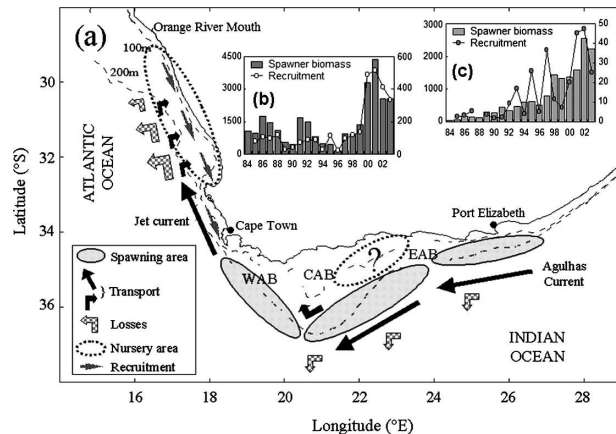 (a)
Orange River Mouth
100m
200m
Jet current
Cape Town
Port Elizabeth
WAB
CAB
?
EAB
Agulhas
Current
ATLANTIC
OCEAN
INDIAN
OCEAN
Spawning area
Transport
Losses
Nursery area
Recruitment
(b)
Spawner biomass
Recruitment
4500
3000
1500
0
600
400
200
0
84 86 88 90 92 94 96 98 00 02
(c)
Spawner biomass
Recruitment
3000
2000
1000
0
50
40
30
20
10
0
84 86 88 90 92 94 96 98 00 02
Latitude (°S)
30
32
34
36
14 16 18 20 22 24 26 28
Longitude (°E)